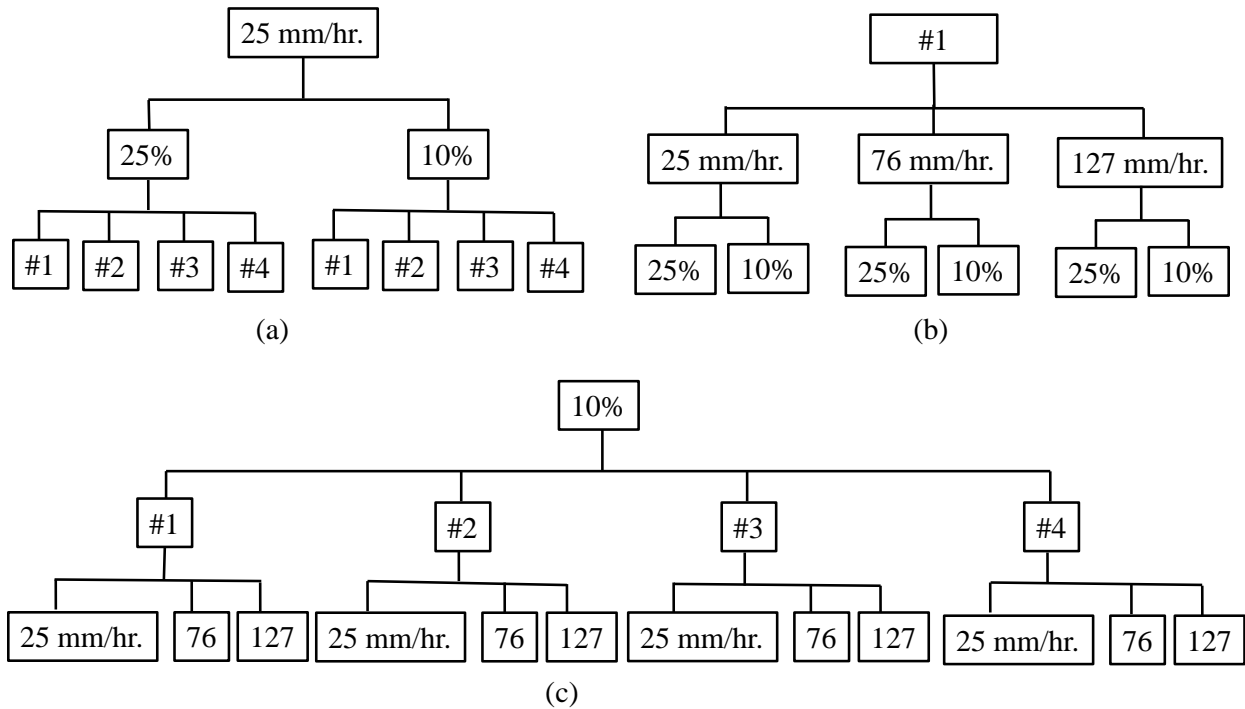 25 mm/hr.
25% 10%
#1 #2 #3 #4 #1 #2 #3 #4
(a)
#1
25 mm/hr. 76 mm/hr. 127 mm/hr.
25% 10% 25% 10% 25% 10%
(b)
10%
#1 #2 #3 #4
25 mm/hr. 76 127 25 mm/hr. 76 127 25 mm/hr. 76 127 25 mm/hr. 76 127
(c)